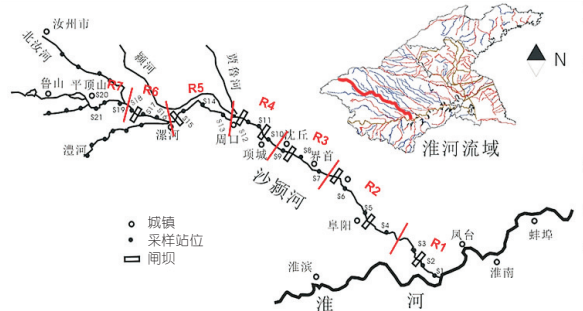 汝州市
北汝河
鲁山
平顶山
S20
S21
R7
S19
S18
R6
S17
S16
颍河
R5
S15
S14
贾鲁河
S13
S12
R4
S11
漯河
澧河
周口
项城
S10
沈丘
S9
R3
S8
界首
S7
沙颍河
R2
S6
S5
阜阳
S4
R1
S3
S2
S1
凤台
蚌埠
淮南
淮滨
淮
河
N
淮河流域
城镇
采样站位
闸坝